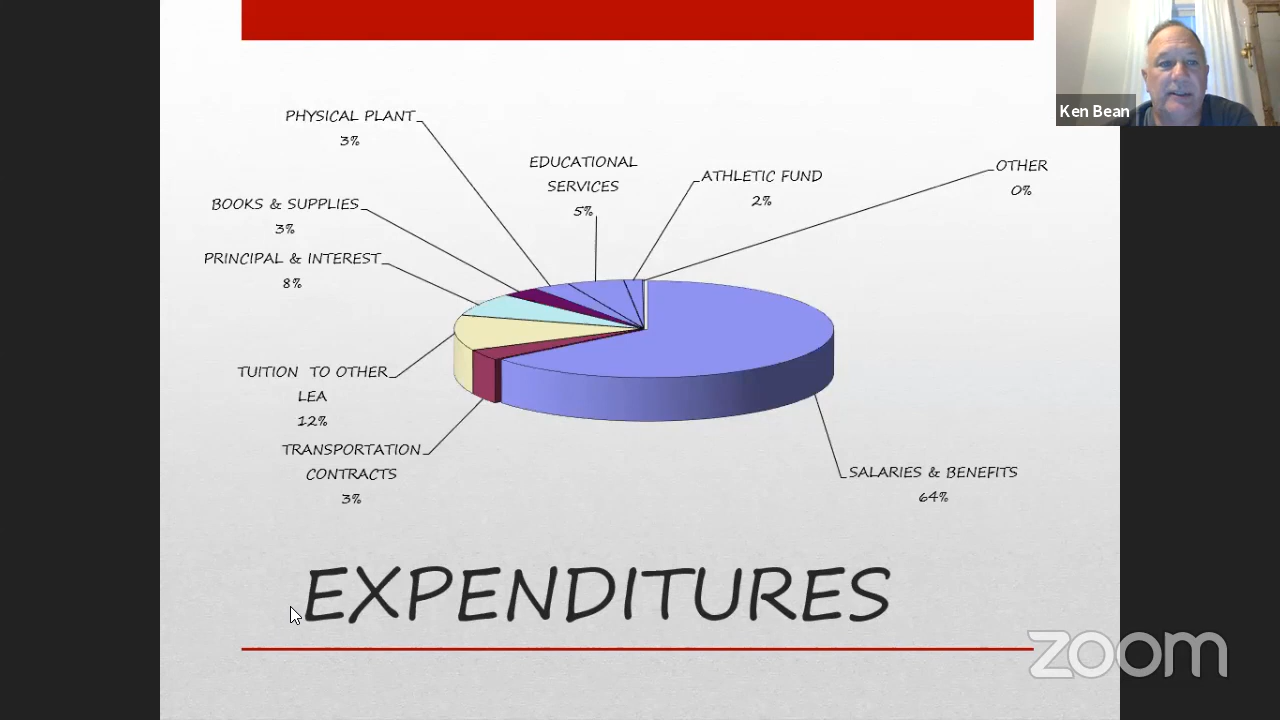 Ken Bean
PHYSICAL PLANT
3%
EDUCATIONAL
SERVICES
5%
ATHLETIC FUND
2%
OTHER
0%
BOOKS & SUPPLIES
3%
PRINCIPAL & INTEREST
8%
TUITION TO OTHER
LEA
12%
TRANSPORTATION
CONTRACTS
3%
SALARIES & BENEFITS
64%
EXPENDITURES
zoom